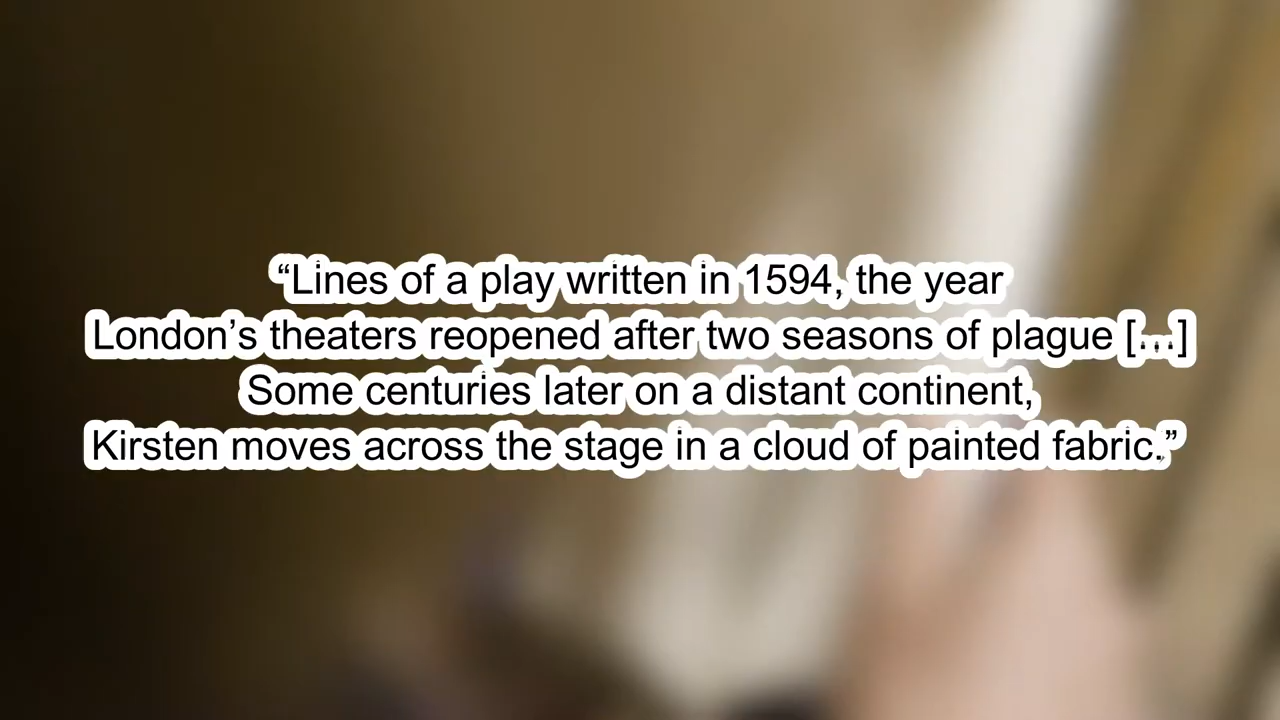 “Lines of a play written in 1594, the year
London’s theaters reopened after two seasons of plague [...]
Some centuries later on a distant continent,
Kirsten moves across the stage in a cloud of painted fabric.”